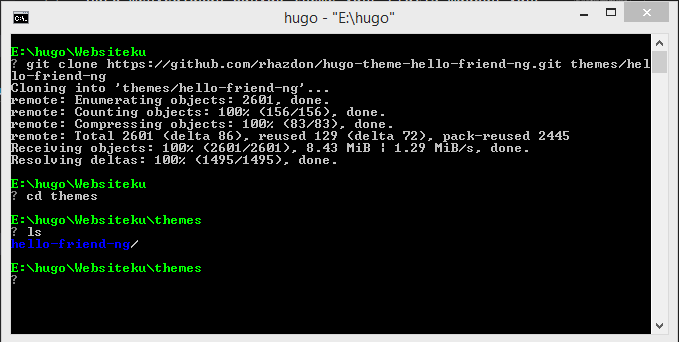 hugo - "E:\hugo"
E:\hugo\Websiteku
? git clone https://github.com/rhazdon/hugo-theme-hello-friend-ng.git themes/hel
lo-friend-ng
Cloning into 'themes/hello-friend-ng'...
remote: Enumerating objects: 2601, done.
remote: Counting objects: 100% (156/156), done.
remote: Compressing objects: 100% (83/83), done.
remote: Total 2601 (delta 86), reused 129 (delta 72), pack-reused 2445
Receiving objects: 100% (2601/2601), 8.43 MiB ¦ 1.29 MiB/s, done.
Resolving deltas: 100% (1495/1495), done.
E:\hugo\Websiteku
? cd themes
E:\hugo\Websiteku\themes
? ls
hello-friend-ng/
E:\hugo\Websiteku\themes
?